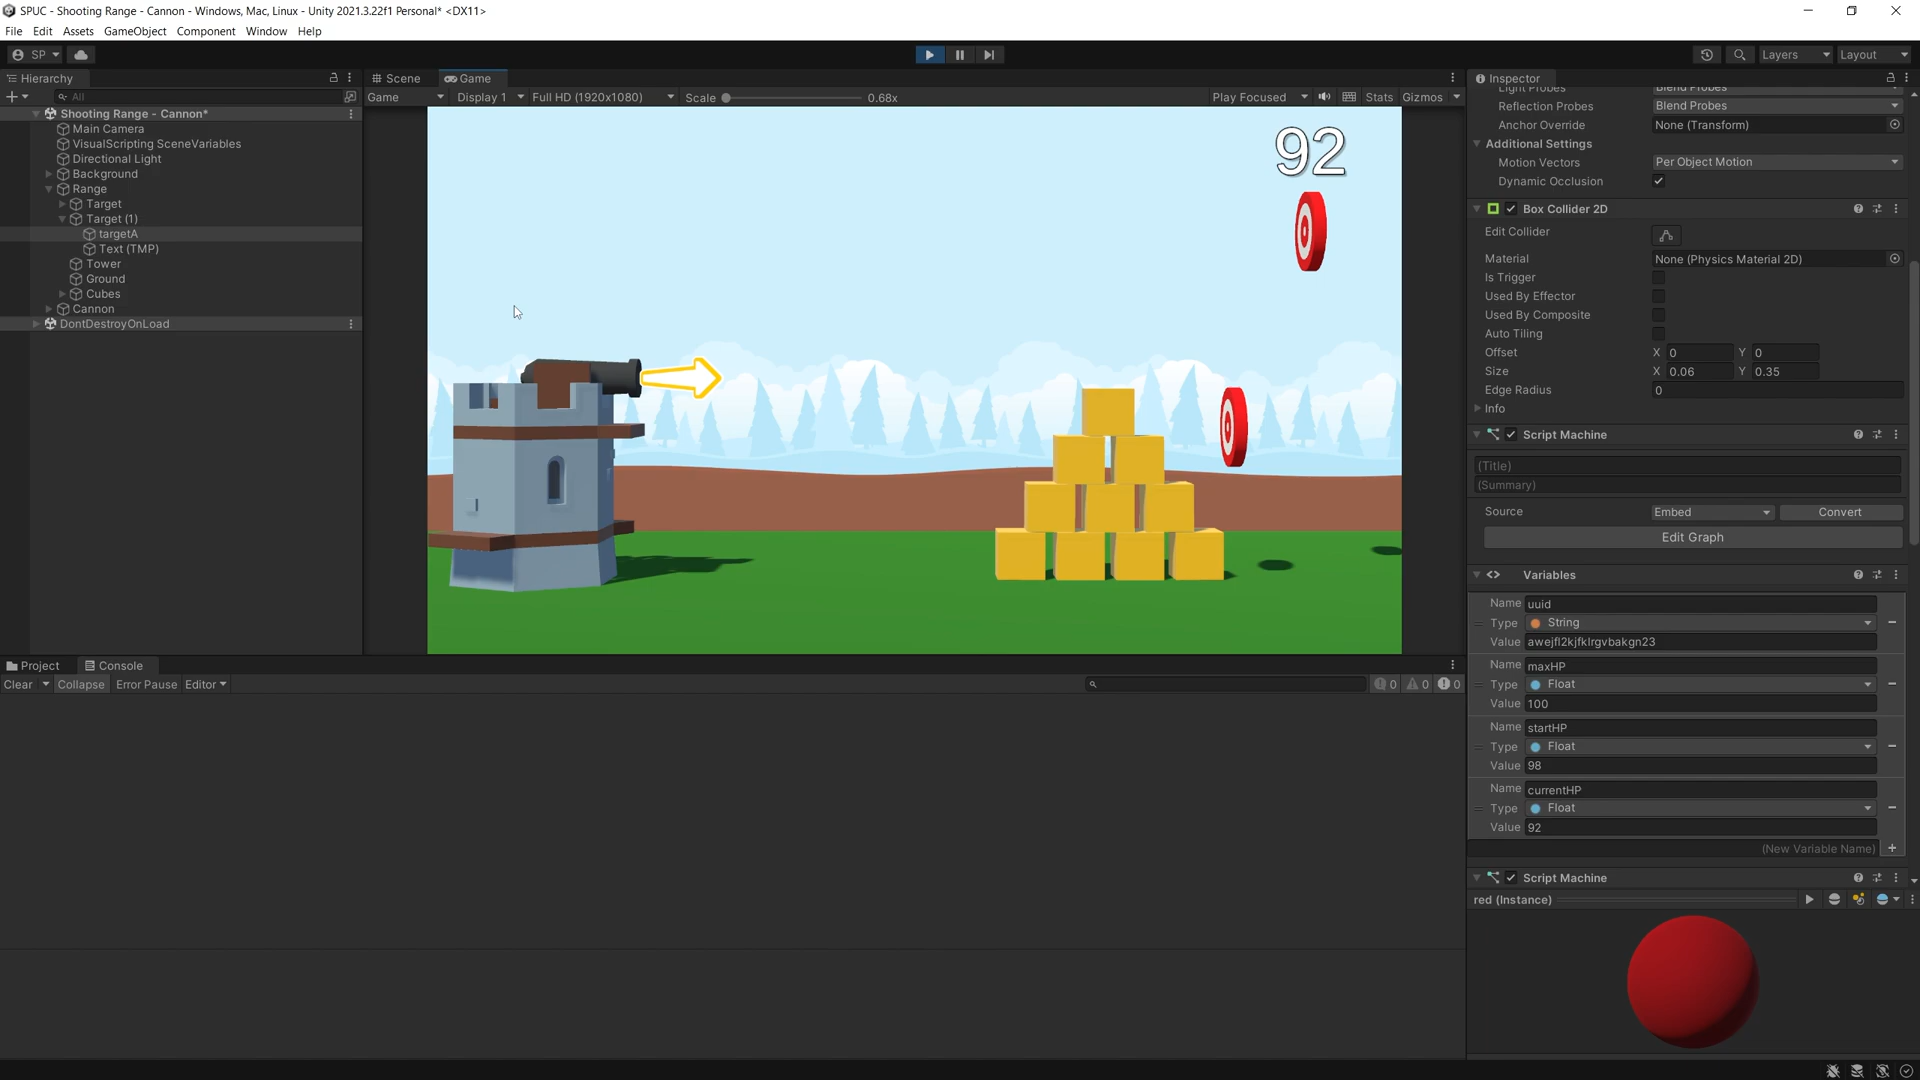 SPUC - Shooting Range - Cannon - Windows, Mac, Linux - Unity 2021.3.22f1 Personal* <DX11>
File Edit Assets GameObject Component Window Help
SP
Layers Layout
Hierarchy
All
Shooting Range - Cannon*
Main Camera
VisualScripting SceneVariables
Directional Light
Background
Range
Target
Target (1)
targetA
Text (TMP)
Tower
Ground
Cubes
Cannon
DontDestroyOnLoad
Scene Game
Game Display 1 Full HD (1920x1080) Scale 0.68x Play Focused Stats Gizmos
92
Project Console
Clear Collapse Error Pause Editor
0 0 0
Inspector
Light Probes Blend Probes
Reflection Probes Blend Probes
Anchor Override None (Transform)
Additional Settings
Motion Vectors Per Object Motion
Dynamic Occlusion
Box Collider 2D
Edit Collider
Material None (Physics Material 2D)
Is Trigger
Used By Effector
Used By Composite
Auto Tiling
Offset X 0 Y 0
Size X 0.06 Y 0.35
Edge Radius 0
Info
Script Machine
(Title)
(Summary)
Source Embed Convert
Edit Graph
Variables
Name uuid
Type String
Value awejfl2kjfklrgvbakgn23
Name maxHP
Type Float
Value 100
Name startHP
Type Float
Value 98
Name currentHP
Type Float
Value 92
(New Variable Name)
Script Machine
red (Instance)